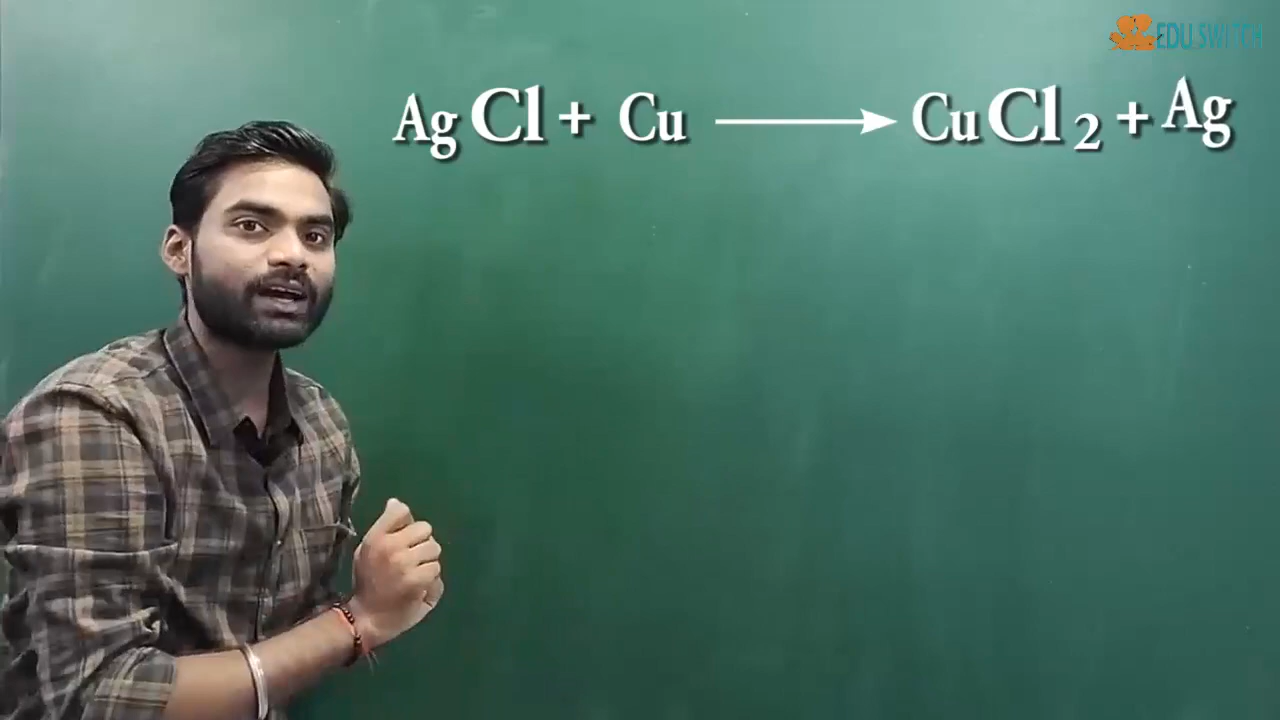 EDU SWITCH
AgCl + Cu → CuCl₂ + Ag